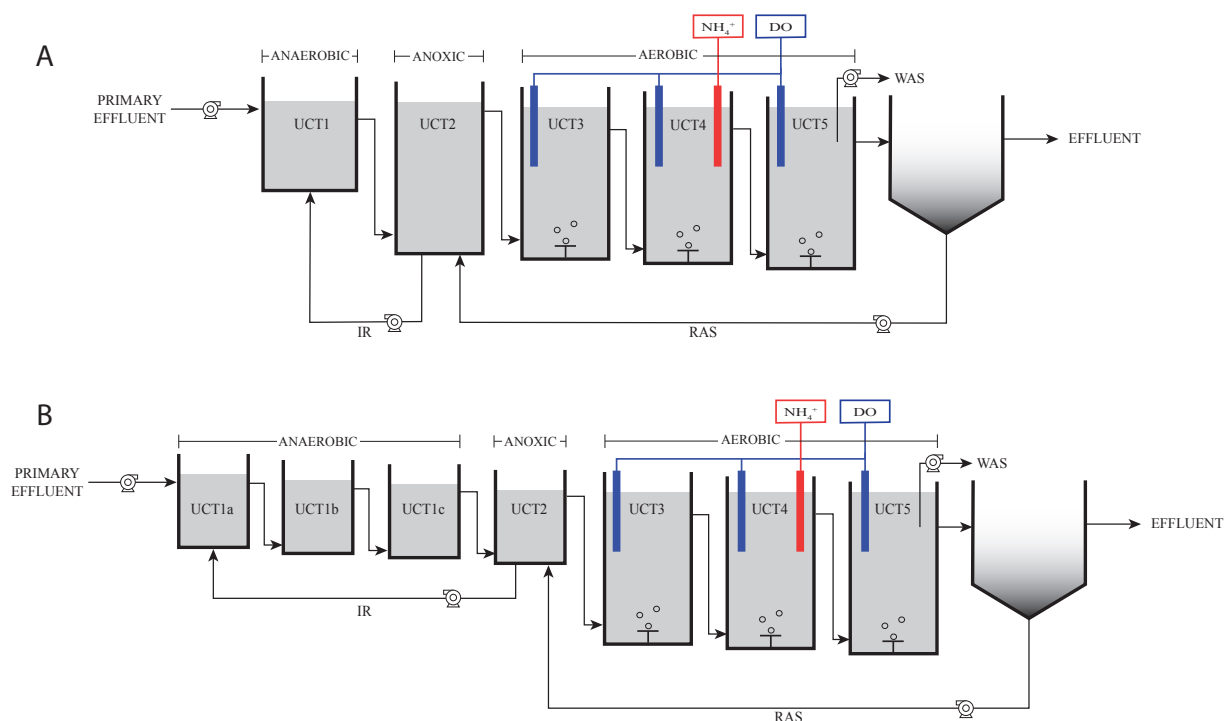 A
NH₄⁺
DO
ANAEROBIC
ANOXIC
AEROBIC
WAS
PRIMARY
EFFLUENT
UCT1
UCT2
UCT3
UCT4
UCT5
EFFLUENT
IR
RAS
B
NH₄⁺
DO
ANAEROBIC
ANOXIC
AEROBIC
WAS
PRIMARY
EFFLUENT
UCT1a
UCT1b
UCT1c
UCT2
UCT3
UCT4
UCT5
EFFLUENT
IR
RAS